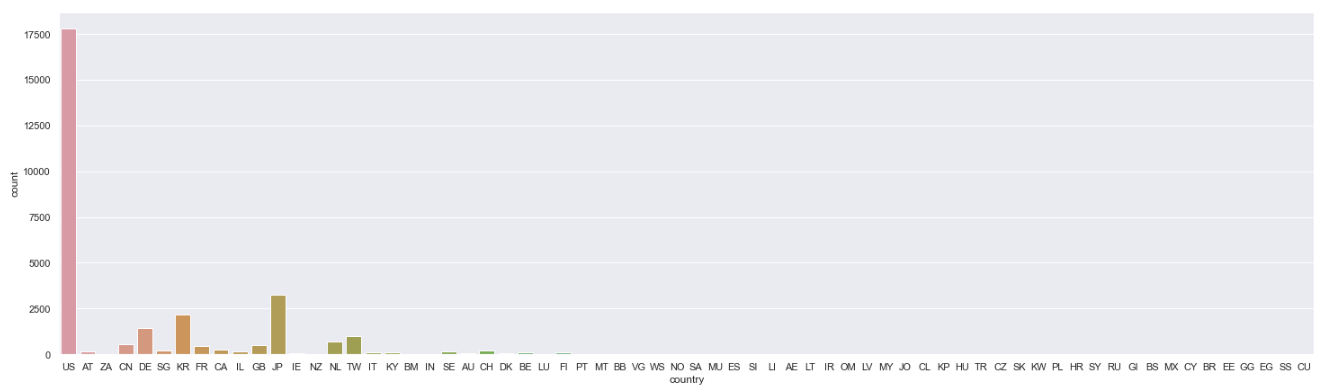 17500
15000
12500
10000
7500
5000
2500
0
count
US AT ZA CN DE SG KR FR CA IL GB JP IE NZ NL TW IT KY BM IN SE AU CH DK BE LU FI PT MT BB VG WS NO SA MU ES SI LI AE LT IR OM LV MY JO CL KP HU TR CZ SK KW PL HR SY RU GI BS MX CY BR EE GG EG SS CU
country